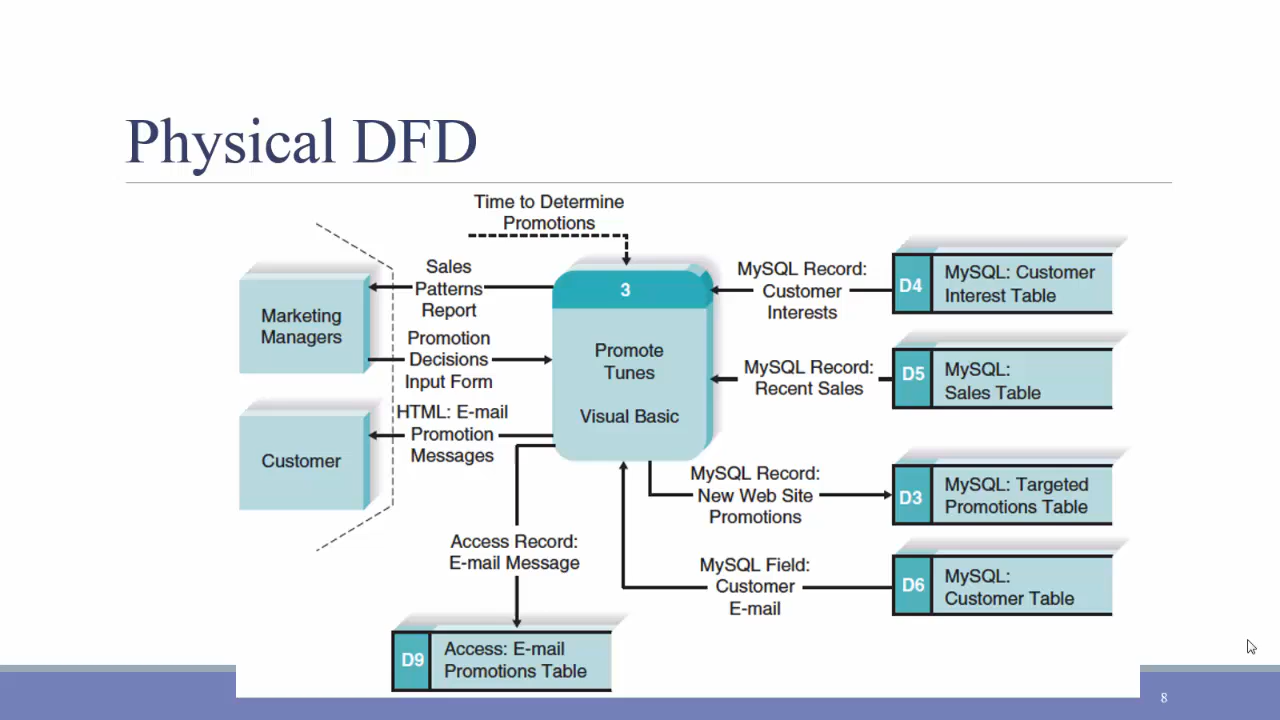 Physical DFD
Time to Determine
Promotions
Sales
Patterns
Report
Promotion
Decisions
Input Form
HTML: E-mail
Promotion
Messages
Marketing
Managers
Customer
3
Promote
Tunes
Visual Basic
MySQL Record:
Customer
Interests
D4
MySQL: Customer
Interest Table
MySQL Record:
Recent Sales
D5
MySQL:
Sales Table
MySQL Record:
New Web Site
Promotions
D3
MySQL: Targeted
Promotions Table
MySQL Field:
Customer
E-mail
D6
MySQL:
Customer Table
Access Record:
E-mail Message
D9
Access: E-mail
Promotions Table
8